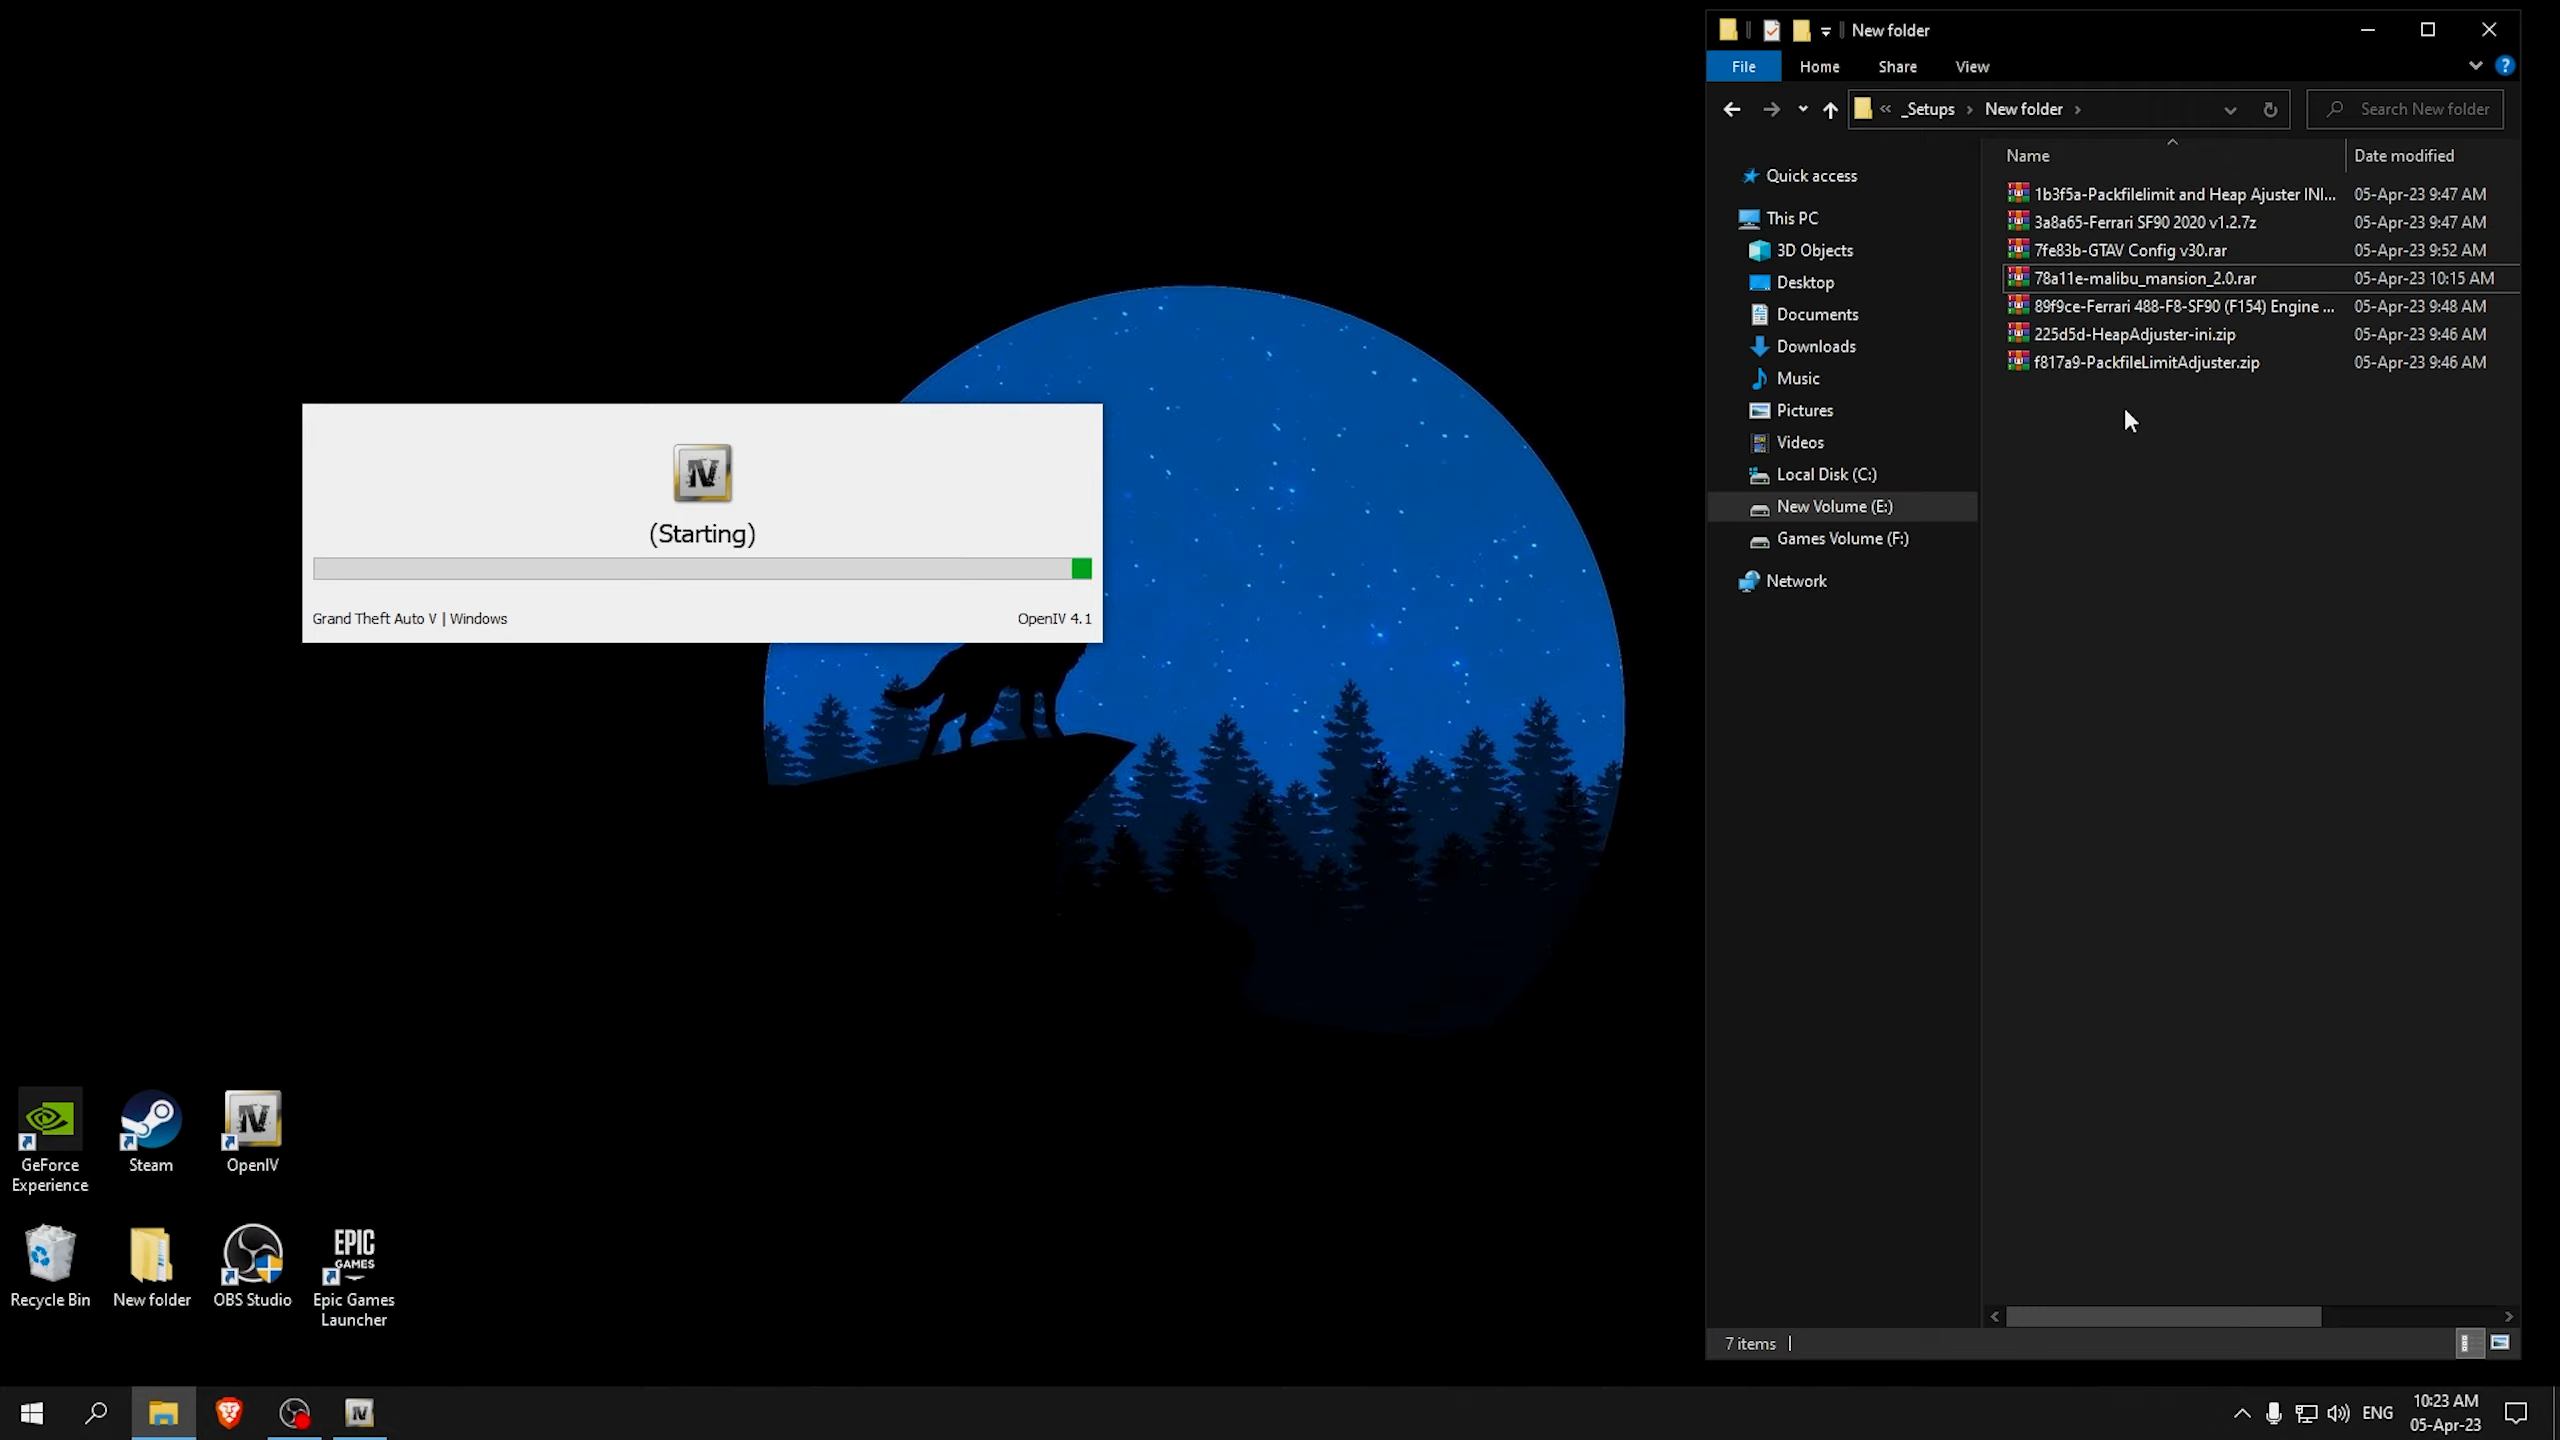 New folder
File
Home
Share
View
« _Setups > New folder >
Search New folder
Name
Date modified
Quick access
This PC
3D Objects
Desktop
Documents
Downloads
Music
Pictures
Videos
Local Disk (C:)
New Volume (E:)
Games Volume (F:)
Network
1b3f5a-Packfilelimit and Heap Ajuster INI... 05-Apr-23 9:47 AM
3a8a65-Ferrari SF90 2020 v1.2.7z 05-Apr-23 9:47 AM
7fe83b-GTAV Config v30.rar 05-Apr-23 9:52 AM
78a11e-malibu_mansion_2.0.rar 05-Apr-23 10:15 AM
89f9ce-Ferrari 488-F8-SF90 (F154) Engine ... 05-Apr-23 9:48 AM
225d5d-HeapAdjuster-ini.zip 05-Apr-23 9:46 AM
f817a9-PackfileLimitAdjuster.zip 05-Apr-23 9:46 AM
7 items
IV
(Starting)
Grand Theft Auto V | Windows
OpenIV 4.1
GeForce
Experience
Steam
IV
OpenIV
Recycle Bin
New folder
OBS Studio
EPIC
GAMES
Epic Games
Launcher
IV
ENG
10:23 AM
05-Apr-23